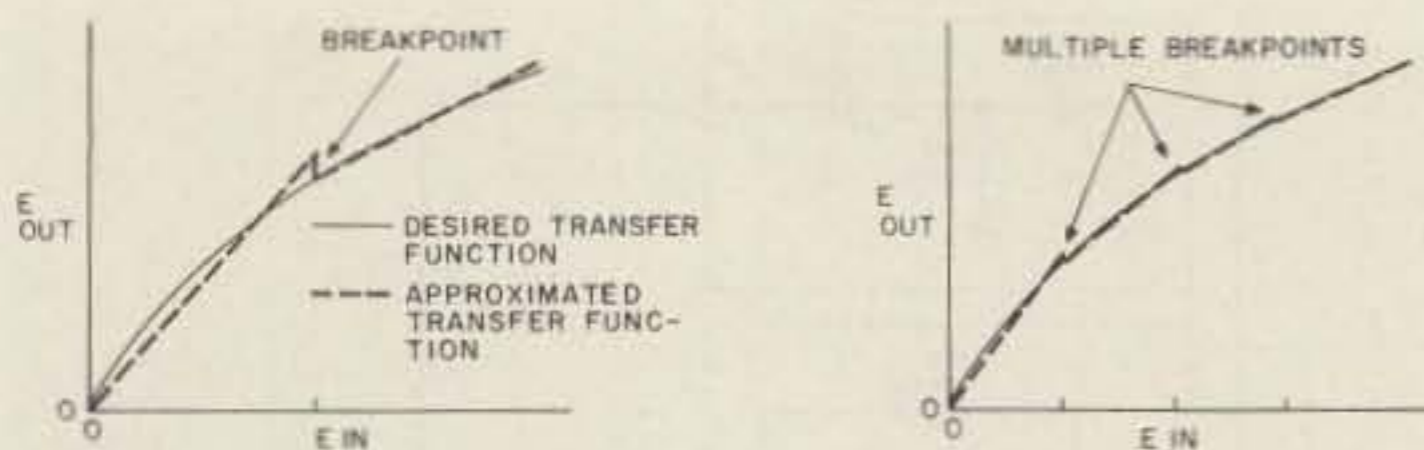 BREAKPOINT
E
OUT
DESIRED TRANSFER
FUNCTION
APPROXIMATED
TRANSFER FUNC-
TION
0
0
E IN
MULTIPLE BREAKPOINTS
E
OUT
0
0
E IN